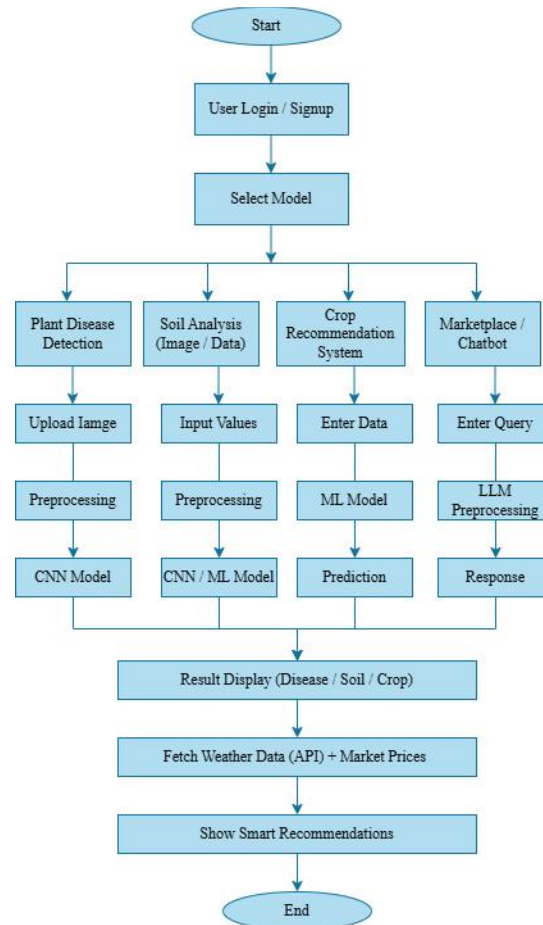 Start
User Login / Signup
Select Model
Plant Disease
Detection
Soil Analysis
(Image / Data)
Crop
Recommendation
System
Marketplace /
Chatbot
Upload Iamge
Input Values
Enter Data
Enter Query
Preprocessing
Preprocessing
ML Model
LLM
Preprocessing
CNN Model
CNN / ML Model
Prediction
Response
Result Display (Disease / Soil / Crop)
Fetch Weather Data (API) + Market Prices
Show Smart Recommendations
End